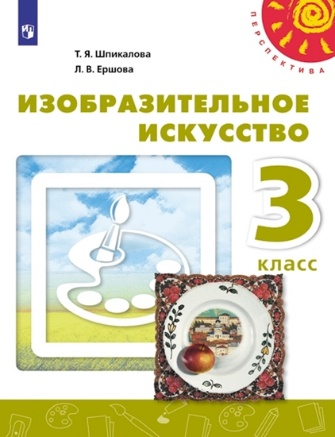 ПЕРСПЕКТИВА
Т. Я. Шпикалова
Л. В. Ершова
ИЗОБРАЗИТЕЛЬНОЕ
ИСКУССТВО
3
класс